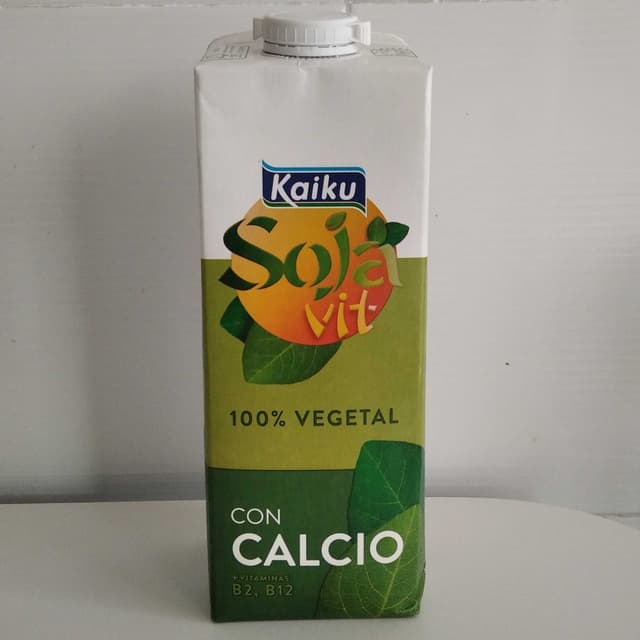 Kaiku
Soja
vit
100% VEGETAL
CON
CALCIO
+ VITAMINAS
B2, B12